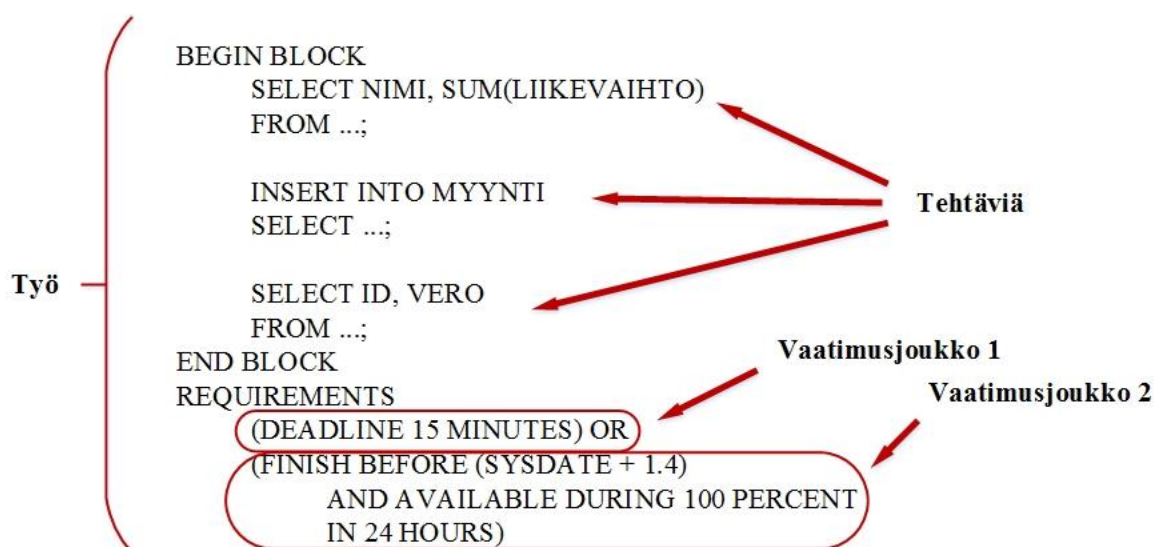 BEGIN BLOCK
SELECT NIMI, SUM(LIIKEVAIHTO)
FROM ...;
INSERT INTO MYYNTI
SELECT ...;
Tehtäviä
Työ
SELECT ID, VERO
FROM ...;
END BLOCK
Vaatimusjoukko 1
REQUIREMENTS
Vaatimusjoukko 2
(DEADLINE 15 MINUTES) OR
(FINISH BEFORE (SYSDATE + 1.4)
AND AVAILABLE DURING 100 PERCENT
IN 24 HOURS)